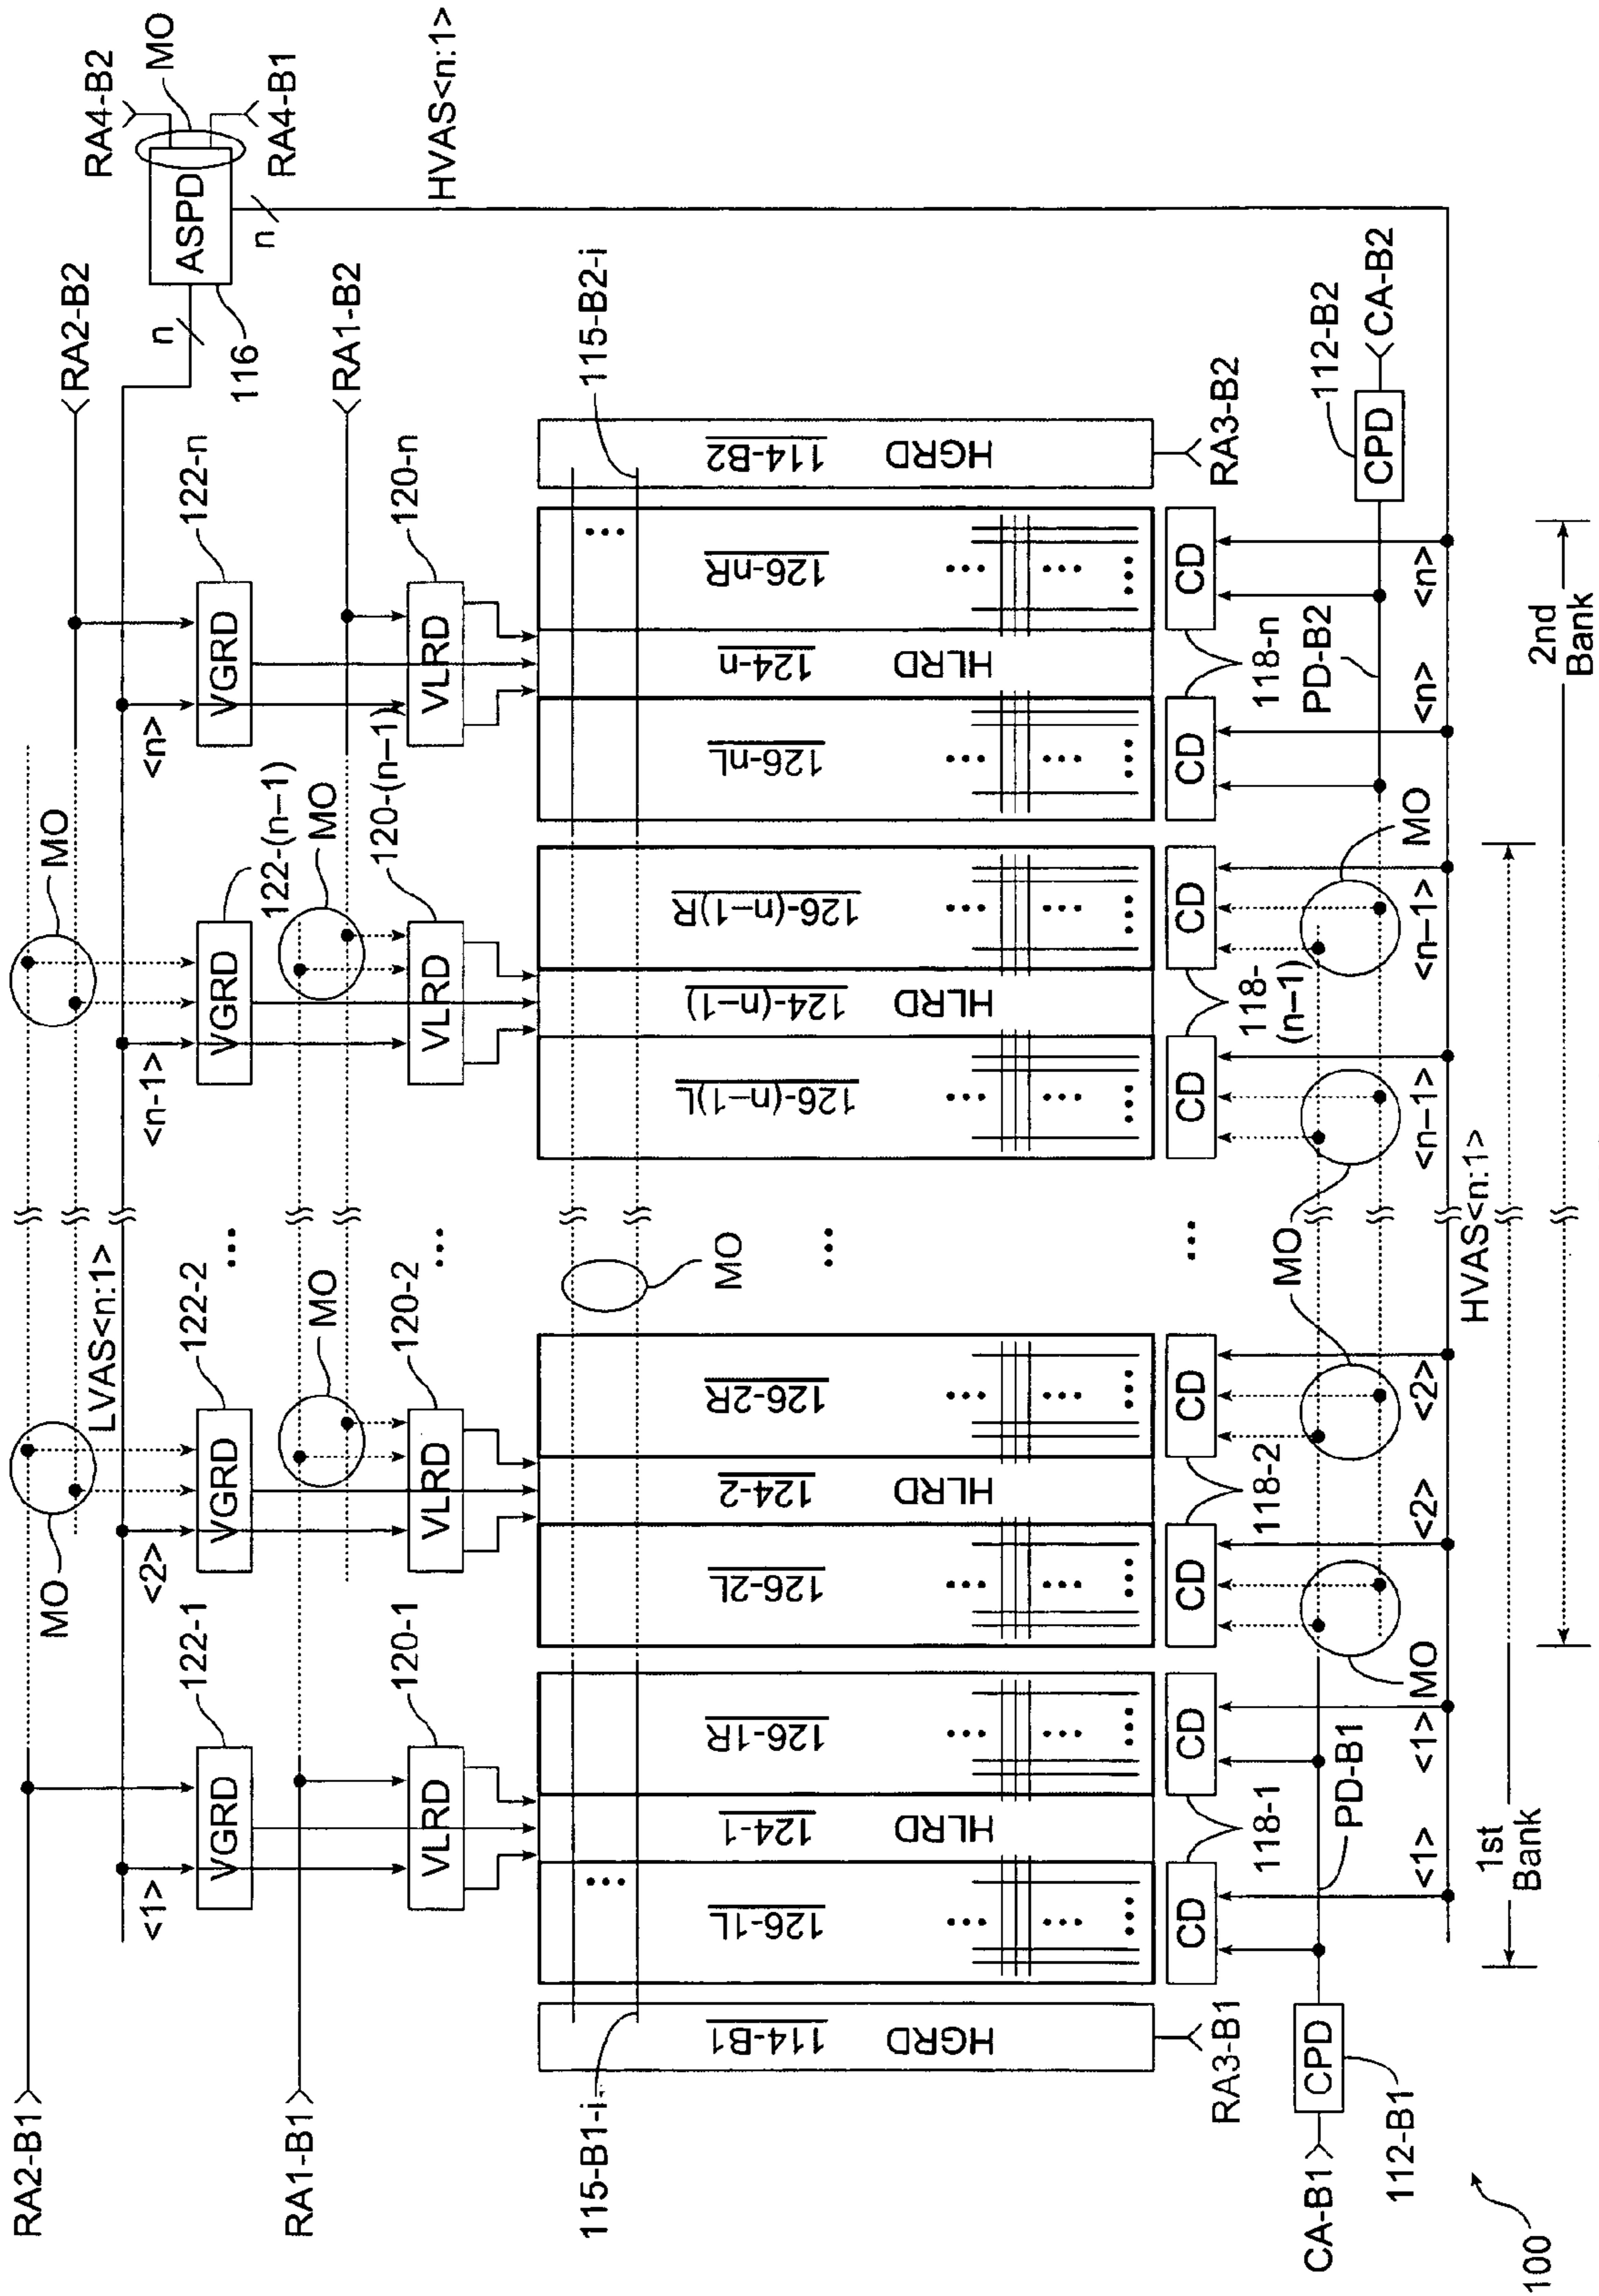 RA2-B1
RA2-B2
RA4-B2
MO
ASPD
RA4-B1
n
n
116
HVAS<n:1>
MO
MO
LVAS<n:1>
<1>
<2>
<n-1>
<n>
VGRD
122-1
VGRD
122-2
...
VGRD
122-(n–1)
VGRD
122-n
RA1-B1
MO
MO
RA1-B2
VLRD
120-1
VLRD
120-2
...
VLRD
120-(n–1)
VLRD
120-n
115-B1-i
115-B2-i
MO
114-B1
HGRD
126-1L
124-1
HLRD
126-1R
126-2L
124-2
HLRD
126-2R
...
126-(n–1)L
124-(n–1)
HLRD
126-(n–1)R
126-nL
124-n
HLRD
126-nR
114-B2
HGRD
RA3-B1
RA3-B2
CD
CD
CD
CD
...
CD
CD
CD
CD
118-1
118-2
118-
(n–1)
118-n
CA-B1
CPD
112-B1
PD-B1
MO
MO
MO
PD-B2
CPD
112-B2
CA-B2
<1>
<1>
<2>
<2>
<n–1>
<n–1>
<n>
<n>
HVAS<n:1>
1st
Bank
2nd
Bank
100